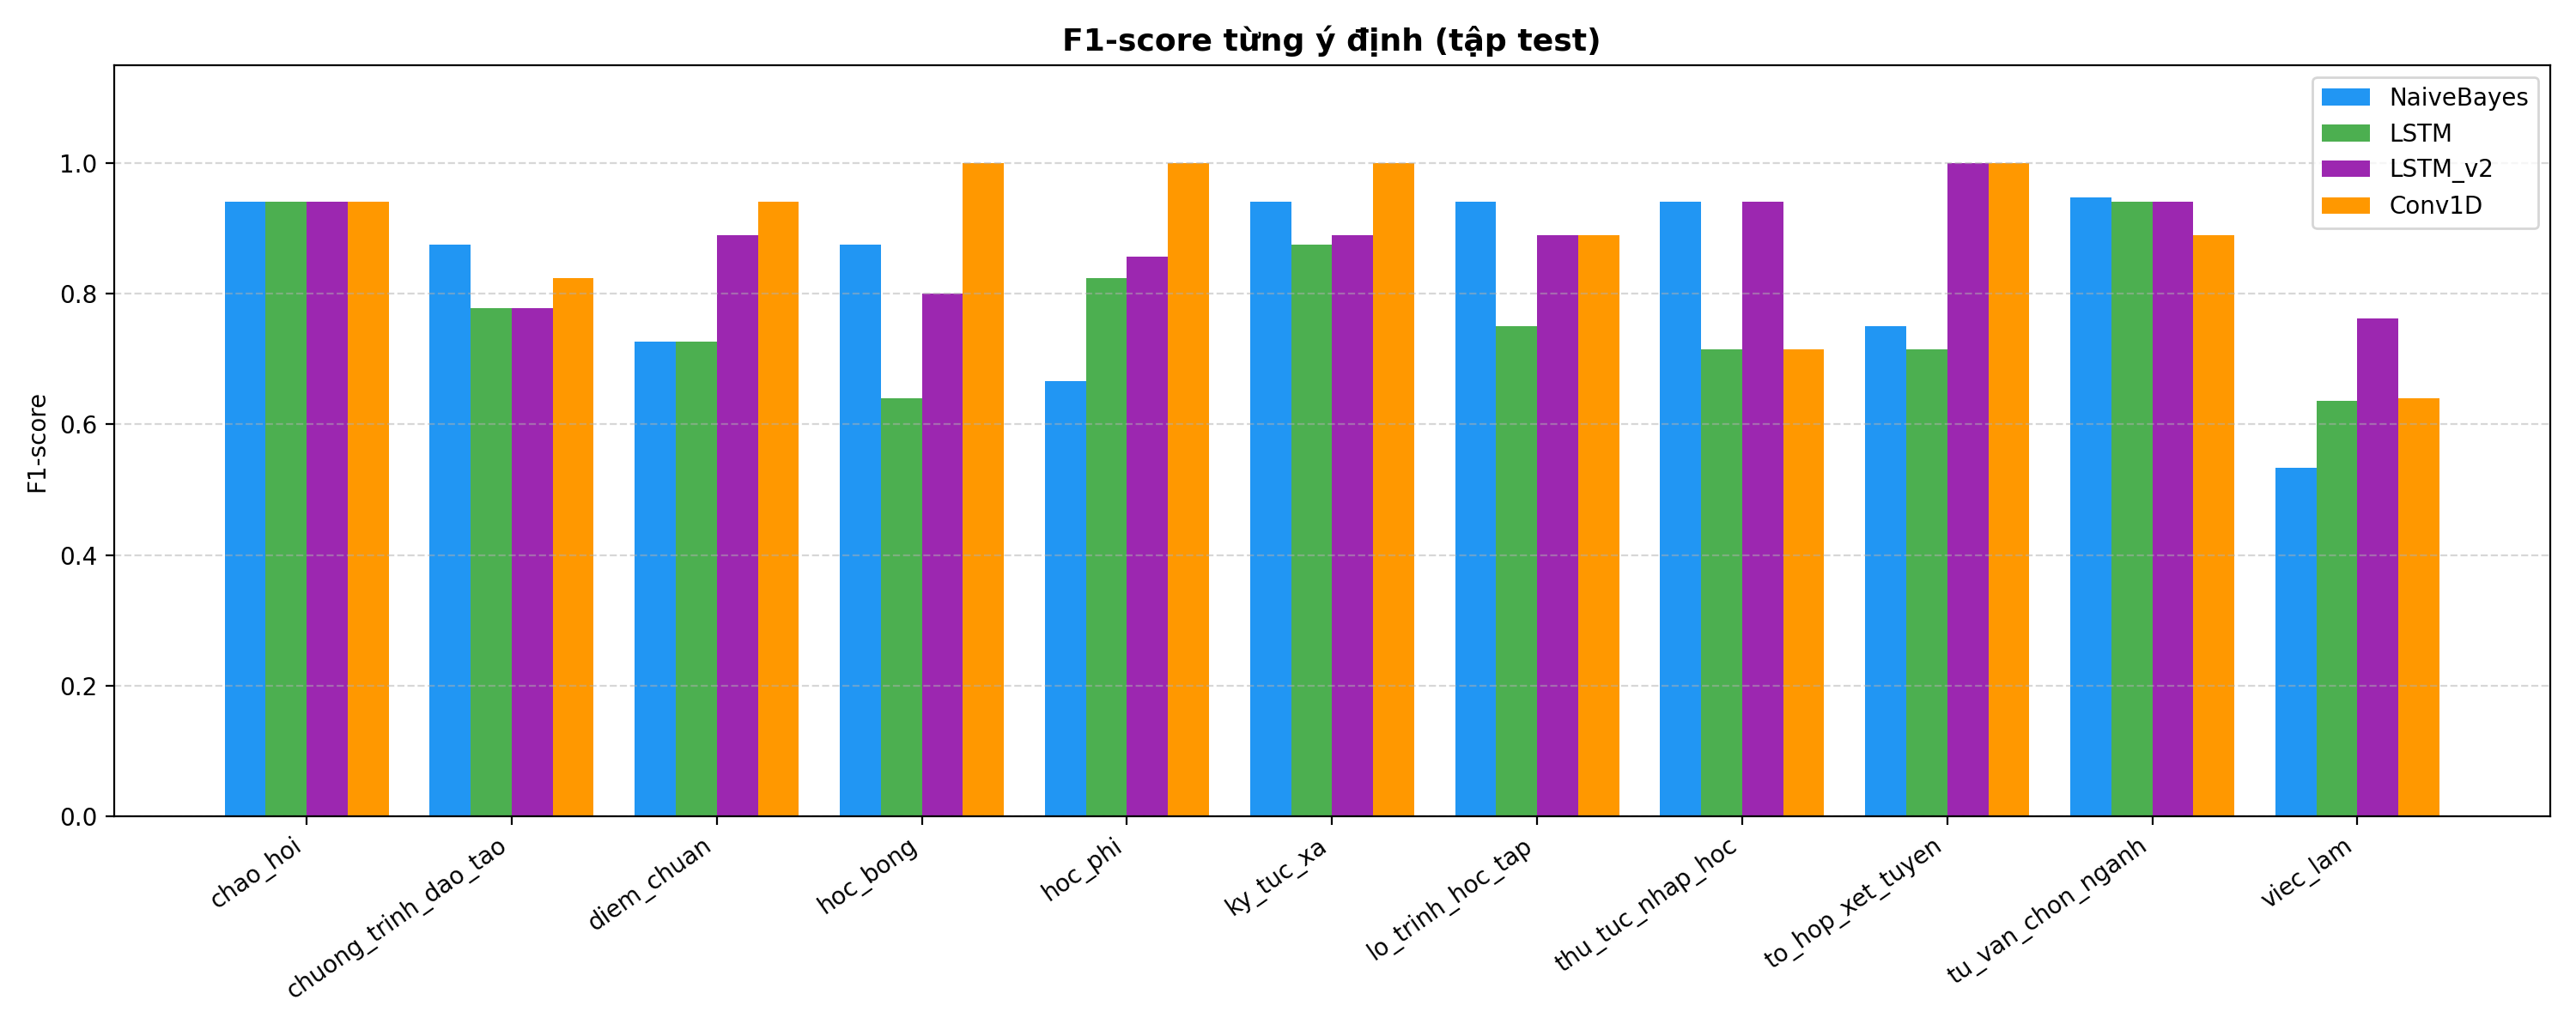 F1-score từng ý định (tập test)
NaiveBayes
LSTM
LSTM_v2
Conv1D
F1-score
1.0
0.8
0.6
0.4
0.2
0.0
chao_hoi
chuong_trinh_dao_tao
diem_chuan
hoc_bong
hoc_phi
ky_tuc_xa
lo_trinh_hoc_tap
thu_tuc_nhap_hoc
to_hop_xet_tuyen
tu_van_chon_nganh
viec_lam